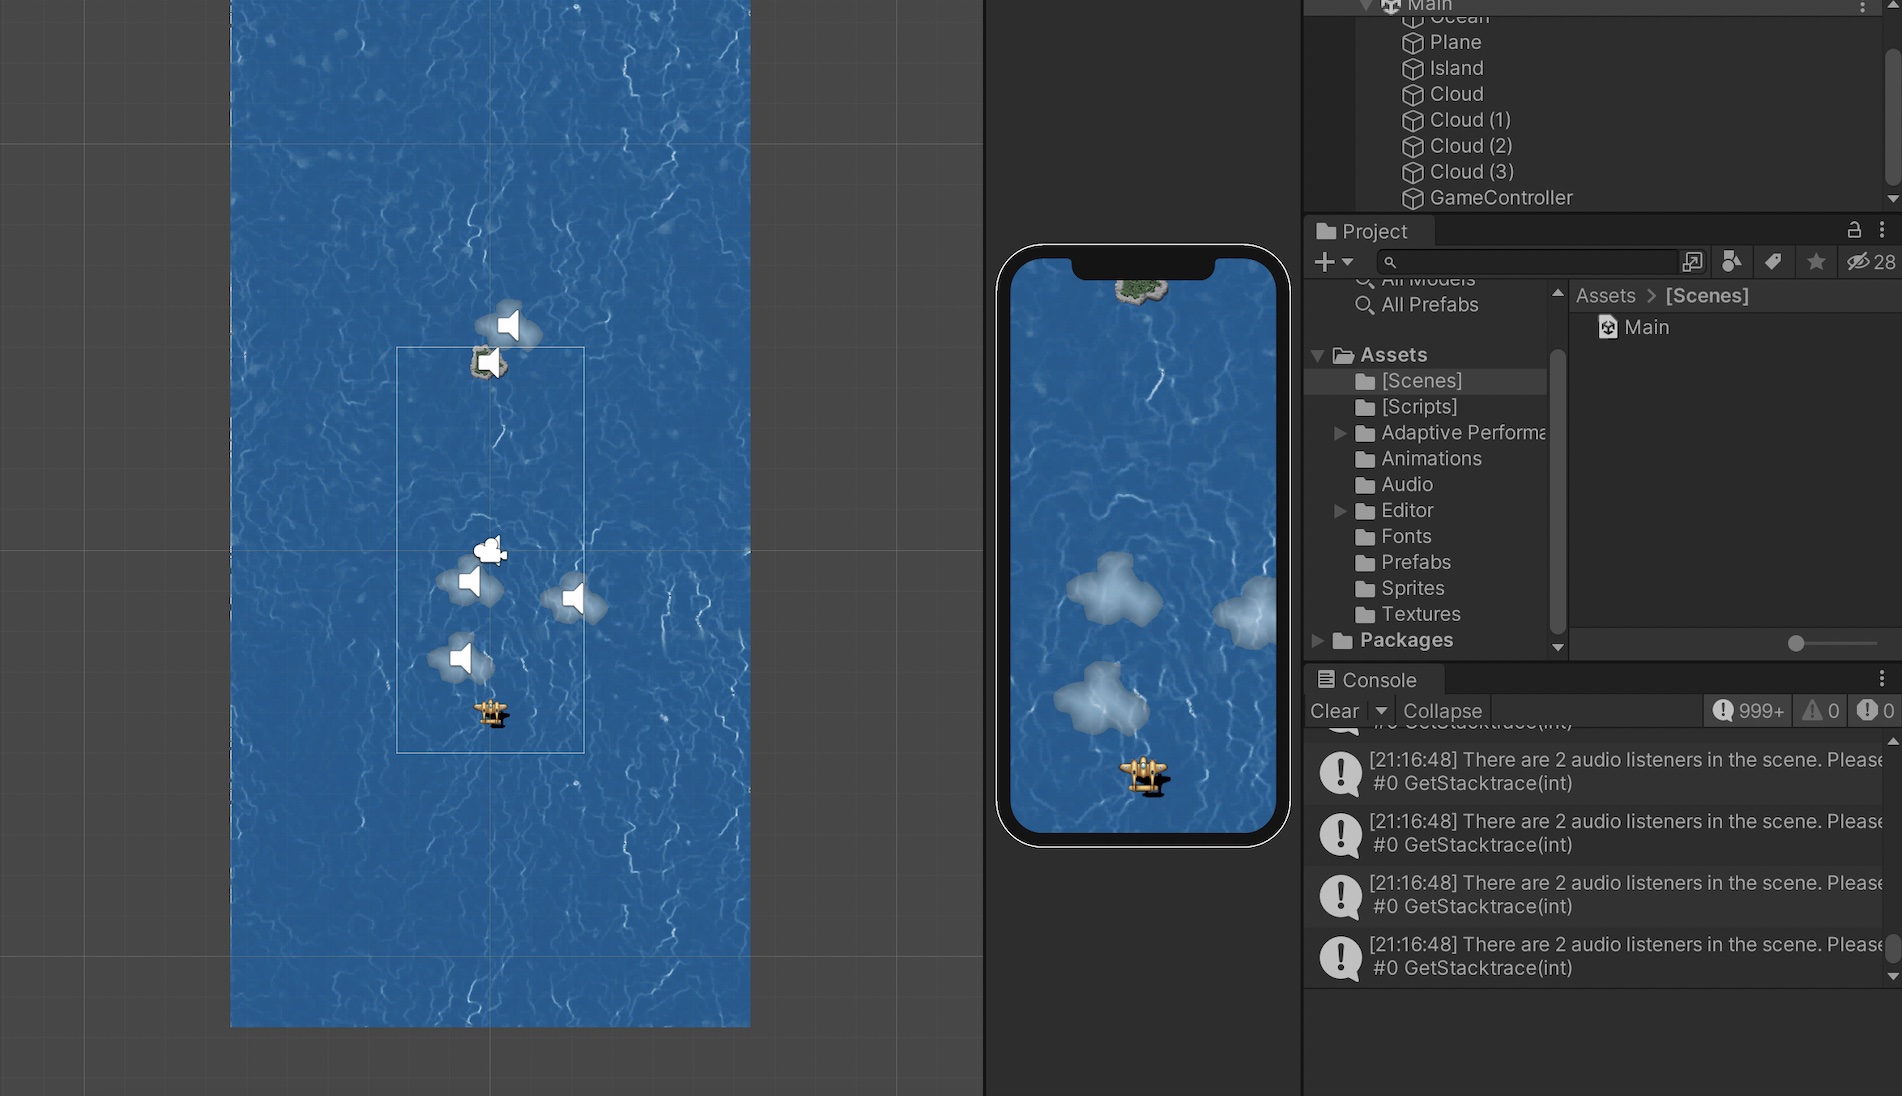 Main
Ocean
Plane
Island
Cloud
Cloud (1)
Cloud (2)
Cloud (3)
GameController
Project
28
All Models
All Prefabs
Assets
[Scenes]
[Scripts]
Adaptive Performa
Animations
Audio
Editor
Fonts
Prefabs
Sprites
Textures
Packages
Assets > [Scenes]
Main
Console
Clear
Collapse
999+
0
0
#0 GetStacktrace(int)
[21:16:48] There are 2 audio listeners in the scene. Please
#0 GetStacktrace(int)
[21:16:48] There are 2 audio listeners in the scene. Please
#0 GetStacktrace(int)
[21:16:48] There are 2 audio listeners in the scene. Please
#0 GetStacktrace(int)
[21:16:48] There are 2 audio listeners in the scene. Please
#0 GetStacktrace(int)